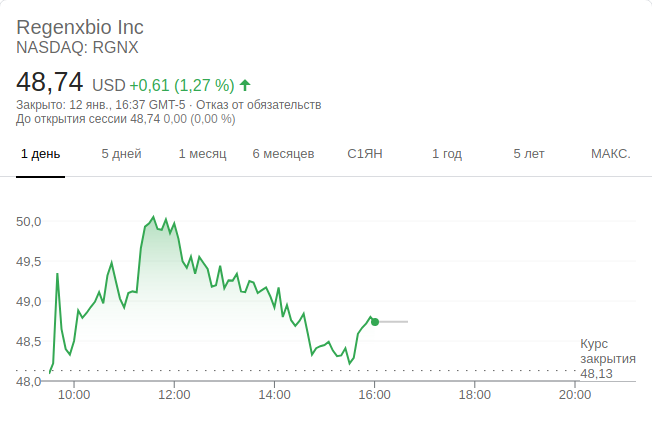 Regenxbio Inc
NASDAQ: RGNX
48,74 USD +0,61 (1,27 %)
Закрыто: 12 янв., 16:37 GMT-5 · Отказ от обязательств
До открытия сессии 48,74 0,00 (0,00 %)
1 день 5 дней 1 месяц 6 месяцев С1ЯН 1 год 5 лет МАКС.
50,0
49,5
49,0
48,5
48,0
Курс
закрытия
48,13
10:00 12:00 14:00 16:00 18:00 20:00